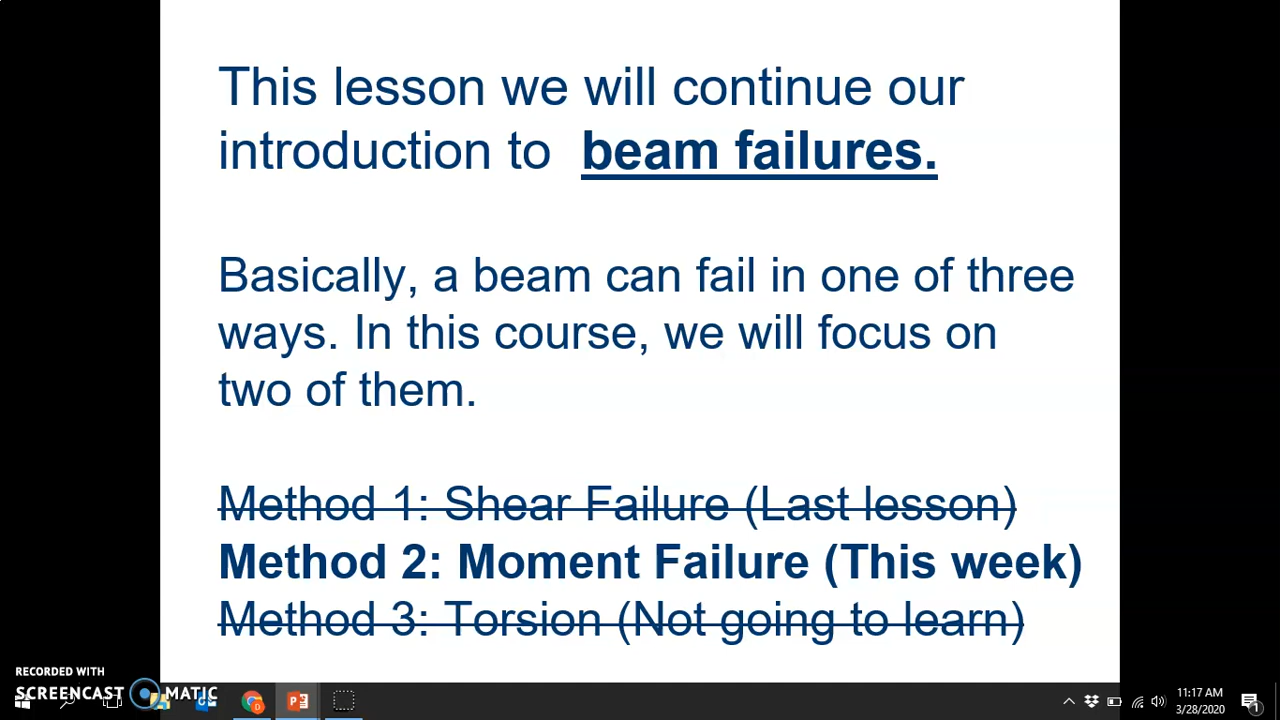 This lesson we will continue our
introduction to beam failures.
Basically, a beam can fail in one of three
ways. In this course, we will focus on
two of them.
Method 1: Shear Failure (Last lesson)
Method 2: Moment Failure (This week)
Method 3: Torsion (Not going to learn)
RECORDED WITH
SCREENCAST MATIC
11:17 AM
3/28/2020